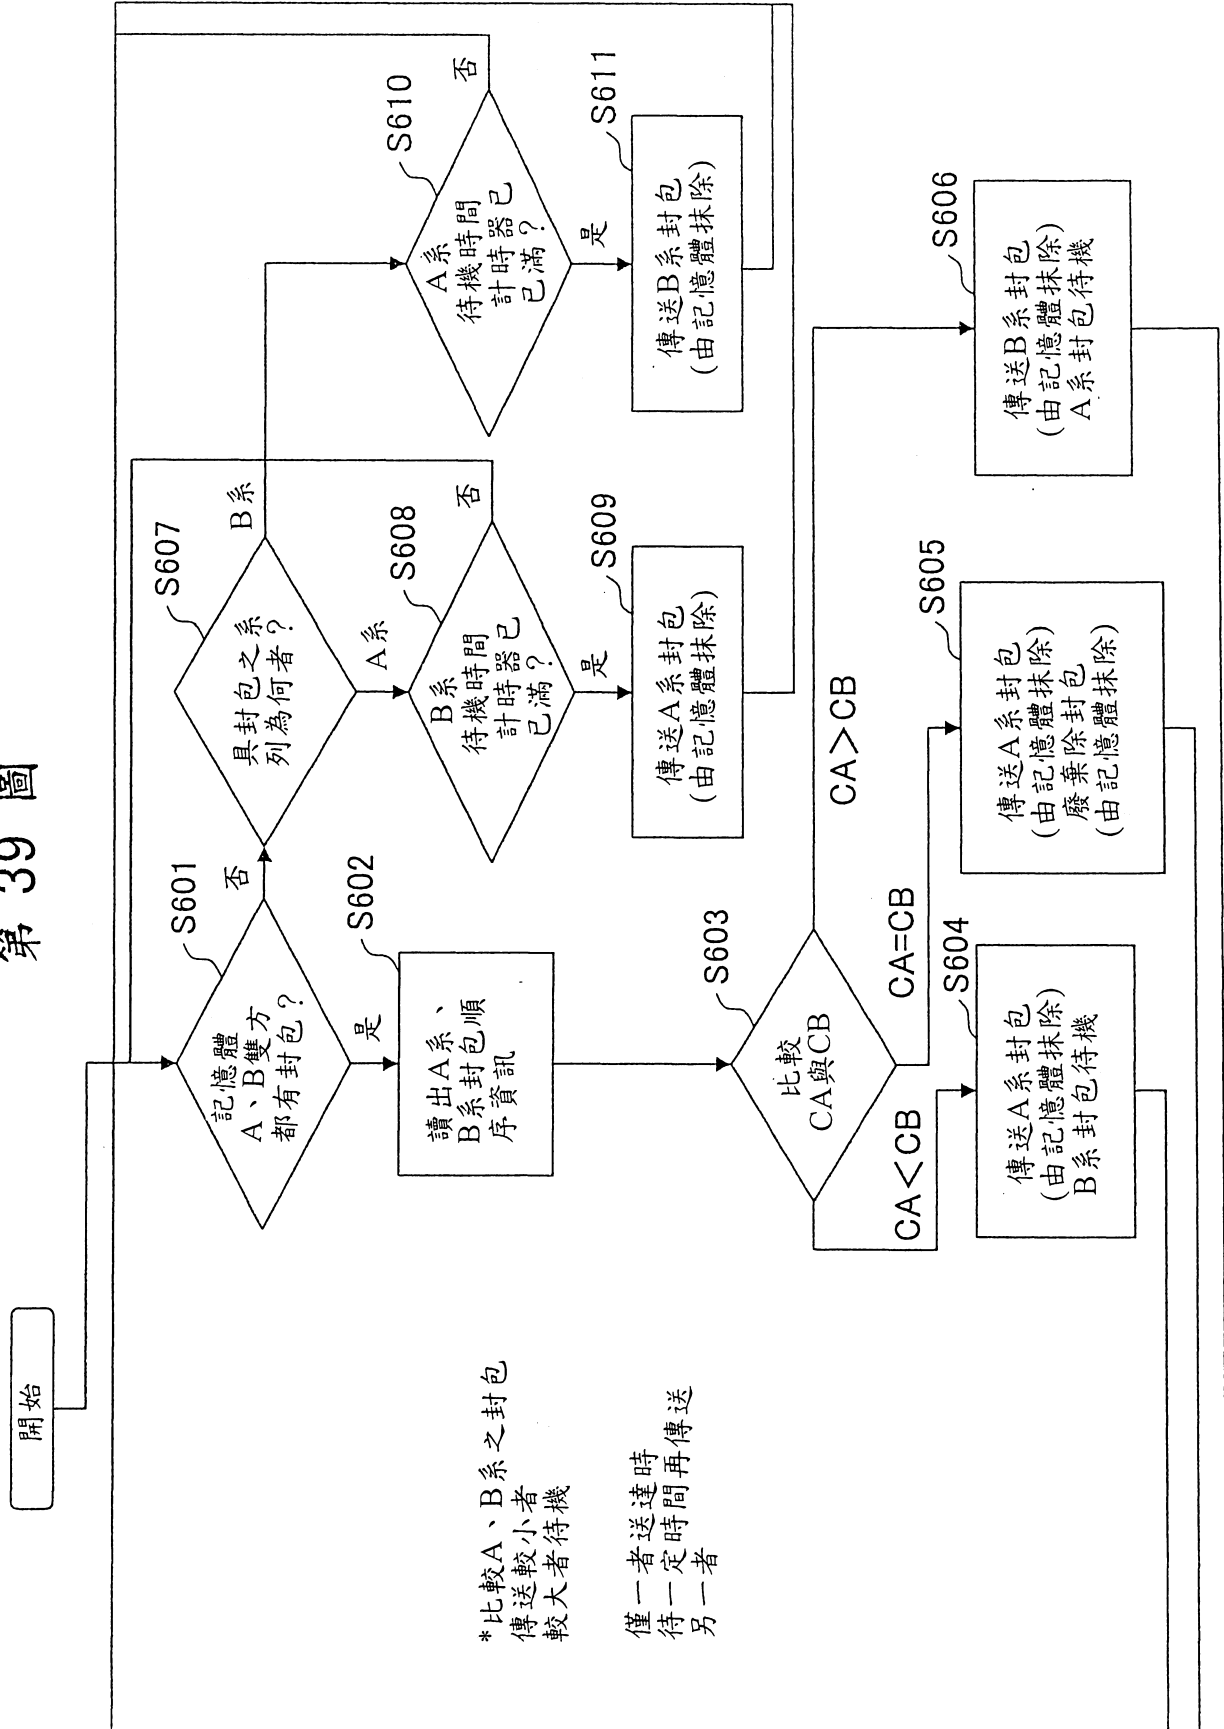 第 39 圖
開始
S601
記憶體
A、B雙方
都有封包?
否
是
S602
讀出A系、
B系封包順
序資訊
S603
比較
CA與CB
CA<CB
CA=CB
CA>CB
S604
傳送A系封包
(由記憶體抹除)
B系封包待機
S605
傳送A系封包
(由記憶體抹除)
廢棄除封包
(由記憶體抹除)
S606
傳送B系封包
(由記憶體抹除)
A系封包待機
S607
具封包之系
列為何者?
B系
A系
S608
B系
待機時間
計時器已
已滿?
否
是
S609
傳送A系封包
(由記憶體抹除)
S610
A系
待機時間
計時器已
已滿?
否
是
S611
傳送B系封包
(由記憶體抹除)
*比較A、B系之封包
傳送較小者
較大者待機
僅一者送達時
待一定時間再傳送
另一者